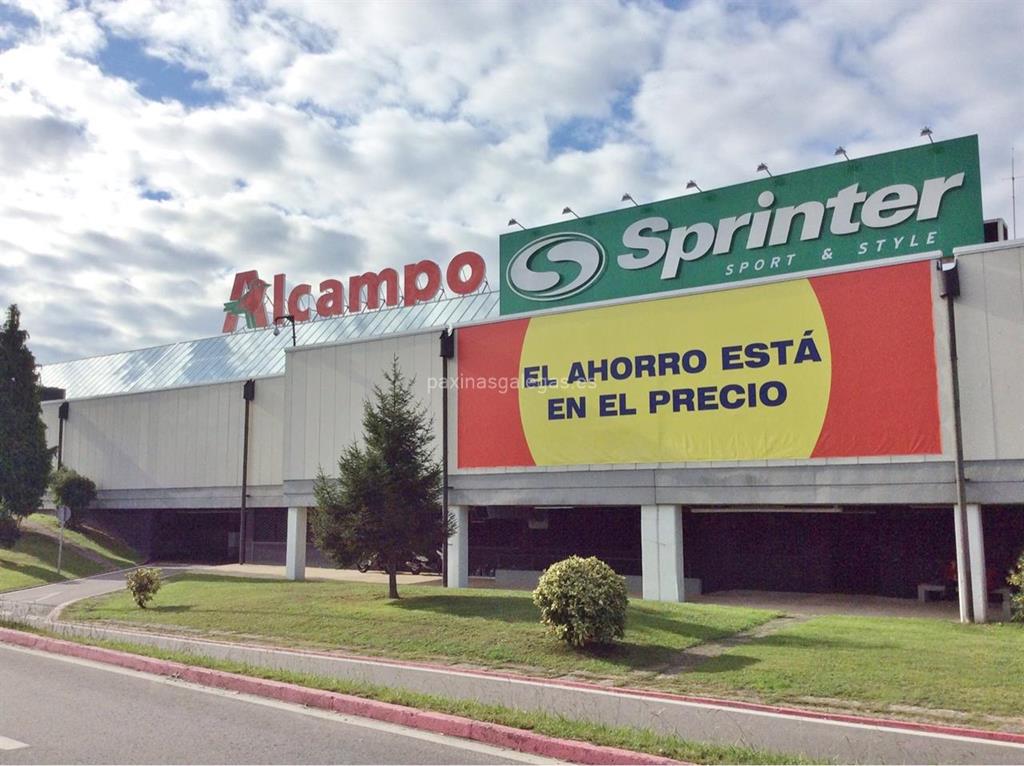 Alcampo
Sprinter
SPORT & STYLE
EL AHORRO ESTÁ
EN EL PRECIO
paxinasgalegas.es